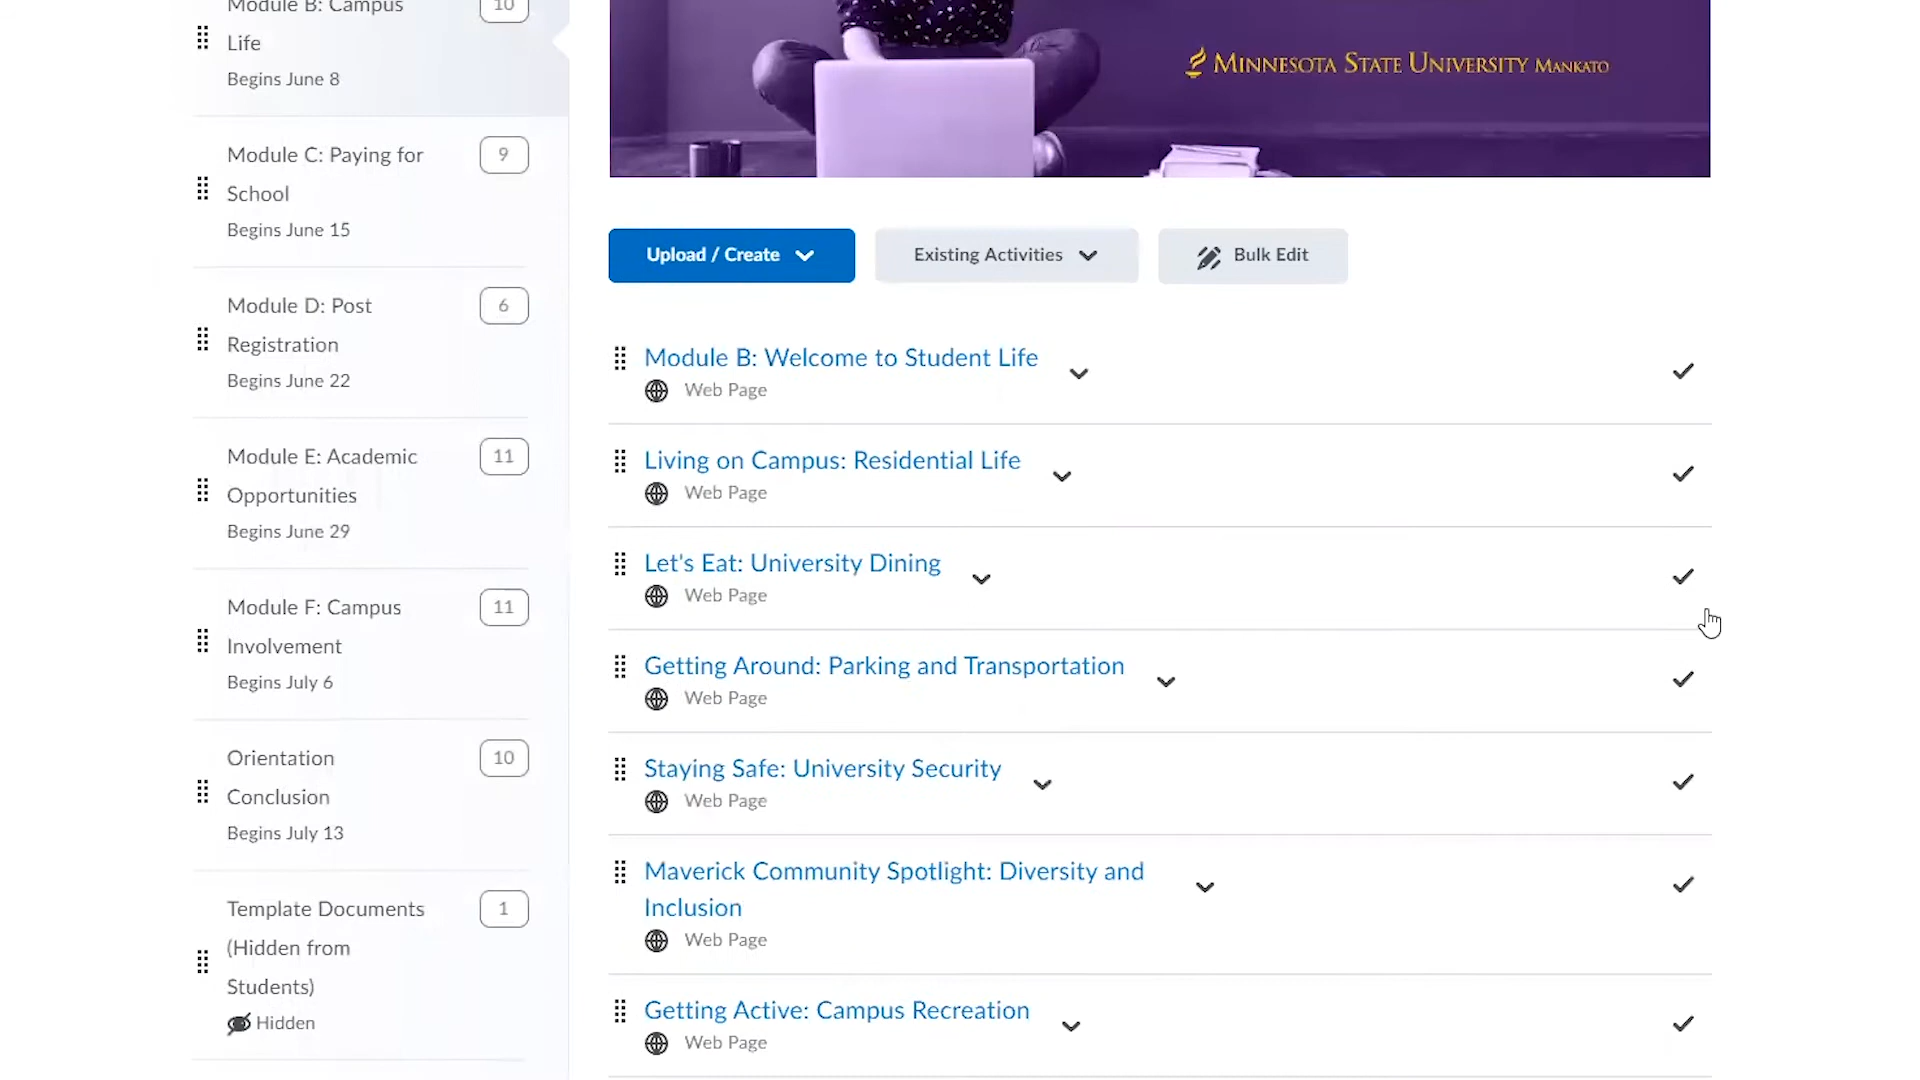 Module B: Campus
10
Life
Begins June 8
Module C: Paying for
9
School
Begins June 15
Module D: Post
6
Registration
Begins June 22
Module E: Academic
11
Opportunities
Begins June 29
Module F: Campus
11
Involvement
Begins July 6
Orientation
10
Conclusion
Begins July 13
Template Documents
1
(Hidden from
Students)
Hidden
MINNESOTA STATE UNIVERSITY MANKATO
Upload / Create
Existing Activities
Bulk Edit
Module B: Welcome to Student Life
Web Page
Living on Campus: Residential Life
Web Page
Let's Eat: University Dining
Web Page
Getting Around: Parking and Transportation
Web Page
Staying Safe: University Security
Web Page
Maverick Community Spotlight: Diversity and
Inclusion
Web Page
Getting Active: Campus Recreation
Web Page